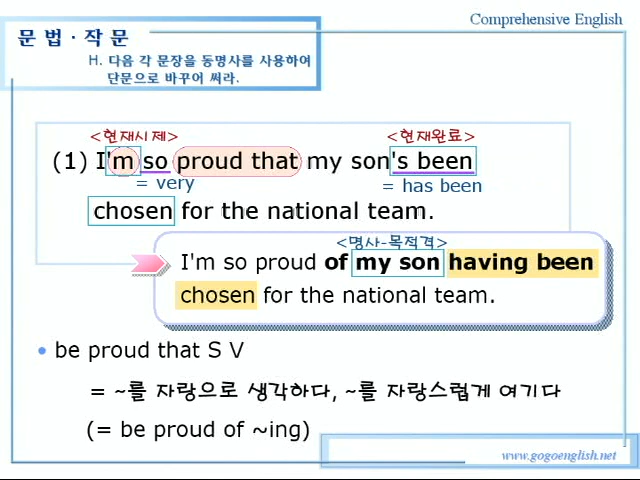 Comprehensive English
문 법 · 작 문
H. 다음 각 문장을 동명사를 사용하여
단문으로 바꾸어 써라.
<현재시제> <현재완료>
(1) I'm so proud that my son's been
= very = has been
chosen for the national team.
<명사-목적격>
I'm so proud of my son having been
chosen for the national team.
• be proud that S V
= ~를 자랑으로 생각하다, ~를 자랑스럽게 여기다
(= be proud of ~ing)
www.gogoenglish.net